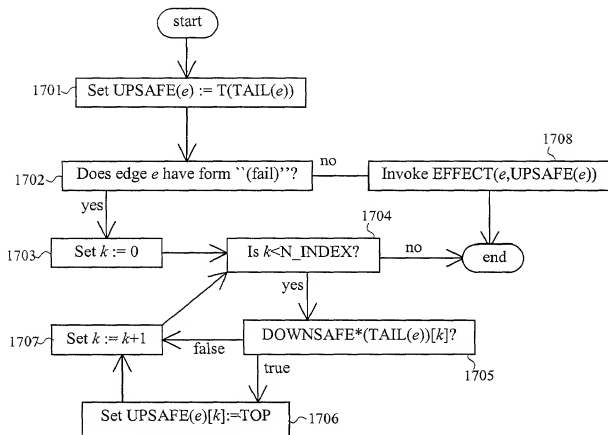 start
1701
Set UPSAFE(e) := T(TAIL(e))
1708
1702
Does edge e have form ``(fail)''?
no
Invoke EFFECT(e,UPSAFE(e))
yes
1704
1703
Set k := 0
Is k<N_INDEX?
no
end
yes
1707
Set k := k+1
false
DOWNSAFE*(TAIL(e))[k]?
true
1705
Set UPSAFE(e)[k]:=TOP
1706